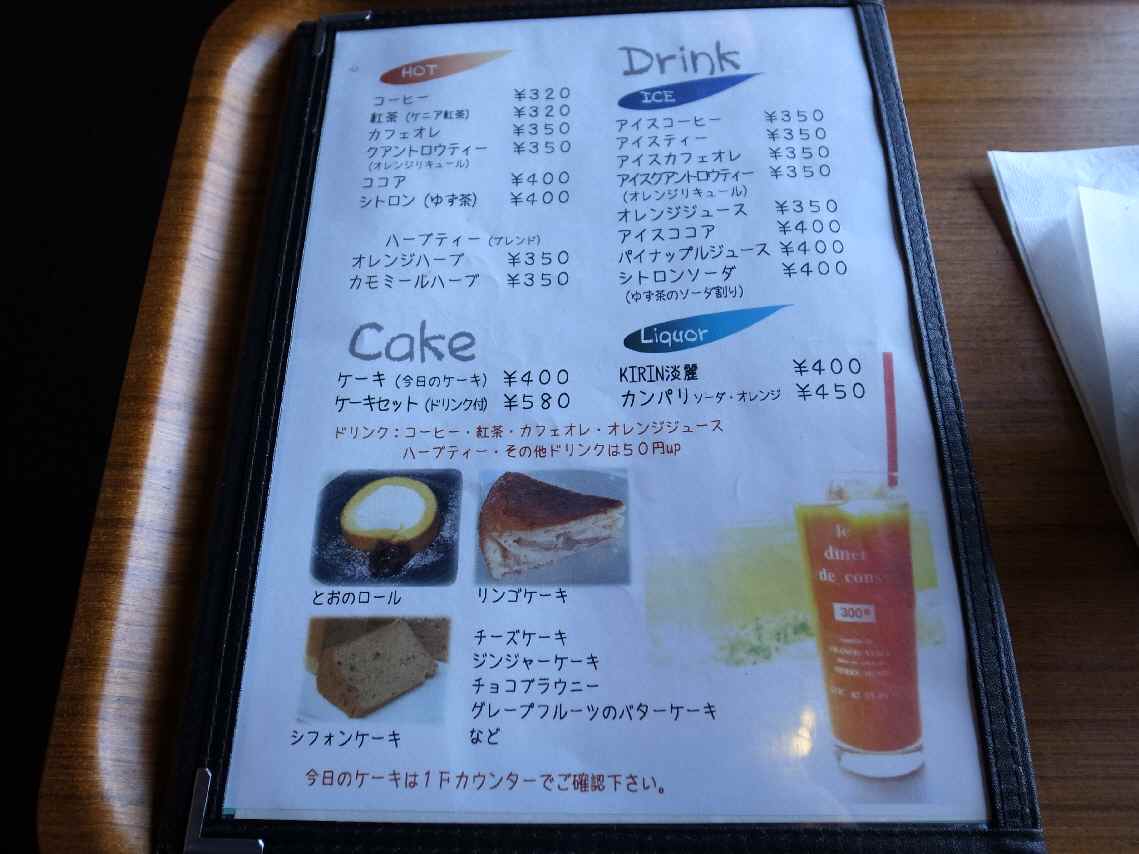 Drink
HOT
コーヒー ¥320
紅茶 (ケニア紅茶) ¥320
カフェオレ ¥350
クアントロウティー ¥350
(オレンジリキュール)
ココア ¥400
シトロン (ゆず茶) ¥400
ハーブティー (ブレンド)
オレンジハーブ ¥350
カモミールハーブ ¥350
ICE
アイスコーヒー ¥350
アイスティー ¥350
アイスカフェオレ ¥350
アイスクアントロウティー ¥350
(オレンジリキュール)
オレンジジュース ¥350
アイスココア ¥400
パイナップルジュース ¥400
シトロンソーダ ¥400
(ゆず茶のソーダ割り)
Liquor
KIRIN淡麗 ¥400
カンパリ ソーダ・オレンジ ¥450
Cake
ケーキ (今日のケーキ) ¥400
ケーキセット (ドリンク付) ¥580
ドリンク：コーヒー・紅茶・カフェオレ・オレンジジュース
ハーブティー・その他ドリンクは50円up
とおのロール
リンゴケーキ
シフォンケーキ
チーズケーキ
ジンジャーケーキ
チョコブラウニー
グレープフルーツのバターケーキ
など
今日のケーキは1Fカウンターでご確認下さい。
le
diner
de
300